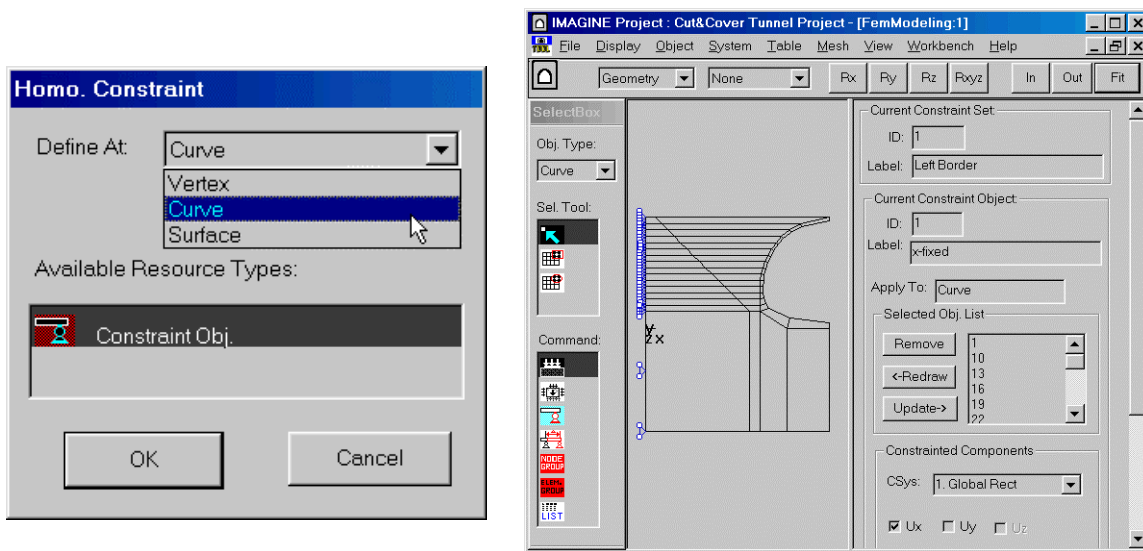 Homo. Constraint
Define At:
Curve
Vertex
Curve
Surface
Available Resource Types:
Constraint Obj.
OK
Cancel
IMAGINE Project : Cut&Cover Tunnel Project - [FemModeling:1]
File Display Object System Table Mesh View Workbench Help
Geometry None Rx Ry Rz Rxyz In Out Fit
SelectBox
Obj. Type:
Curve
Sel. Tool:
Command:
NODE
GROUP
ELEM.
GROUP
LIST
y
z x
Current Constraint Set:
ID: 1
Label: Left Border
Current Constraint Object:
ID: 1
Label: x-fixed
Apply To: Curve
Selected Obj. List
Remove
<-Redraw
Update->
1
10
13
16
19
22
Constrainted Components
CSys: 1. Global Rect
Ux Uy Uz